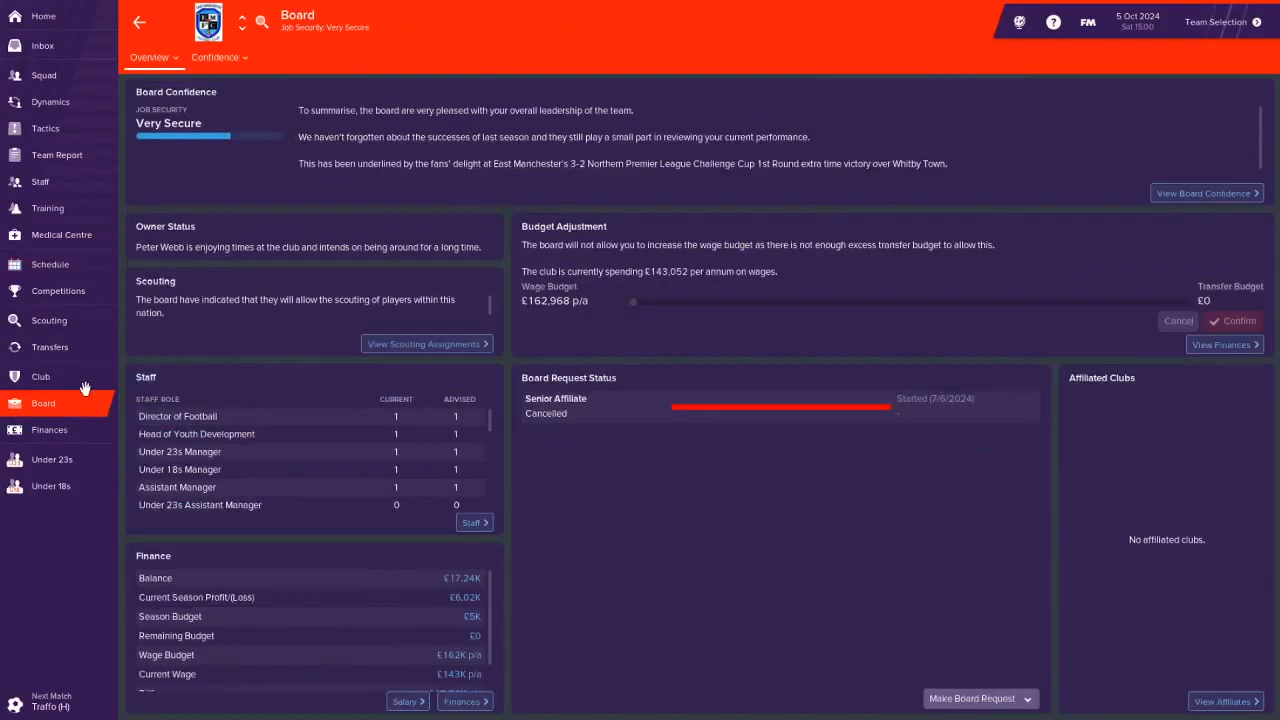 Home
Inbox
Squad
Dynamics
Tactics
Team Report
Staff
Training
Medical Centre
Schedule
Competitions
Scouting
Transfers
Club
Board
Finances
Under 23s
Under 18s
Next Match
Traffo (H)
Board
Job Security: Very Secure
?
FM
5 Oct 2024
Sat 15:00
Team Selection
Overview
Confidence
Board Confidence
JOB SECURITY
Very Secure
To summarise, the board are very pleased with your overall leadership of the team.
We haven't forgotten about the successes of last season and they still play a small part in reviewing your current performance.
This has been underlined by the fans' delight at East Manchester's 3-2 Northern Premier League Challenge Cup 1st Round extra time victory over Whitby Town.
View Board Confidence
Owner Status
Peter Webb is enjoying times at the club and intends on being around for a long time.
Scouting
The board have indicated that they will allow the scouting of players within this
nation.
View Scouting Assignments
Budget Adjustment
The board will not allow you to increase the wage budget as there is not enough excess transfer budget to allow this.
The club is currently spending £143,052 per annum on wages.
Wage Budget
£162,968 p/a
Transfer Budget
£0
Cancel
Confirm
View Finances
Staff
STAFF ROLE CURRENT ADVISED
Director of Football 1 1
Head of Youth Development 1 1
Under 23s Manager 1 1
Under 18s Manager 1 1
Assistant Manager 1 1
Under 23s Assistant Manager 0 0
Staff
Finance
Balance £17.24K
Current Season Profit/(Loss) £6.02K
Season Budget £5K
Remaining Budget £0
Wage Budget £162K p/a
Current Wage £143K p/a
Salary
Finances
Board Request Status
Senior Affiliate
Cancelled
Started (7/6/2024)
-
Make Board Request
Affiliated Clubs
No affiliated clubs.
View Affiliates